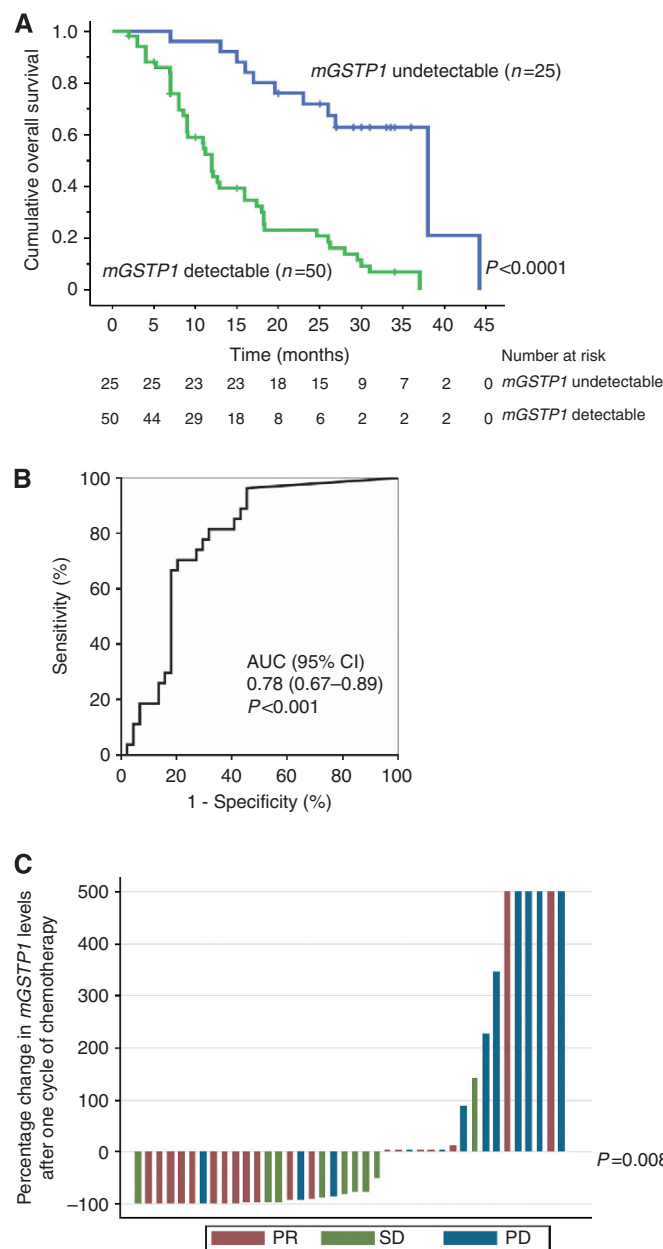 A
1.0
0.8
0.6
0.4
0.2
0
Cumulative overall survival
mGSTP1 undetectable (n=25)
mGSTP1 detectable (n=50)
P<0.0001
0 5 10 15 20 25 30 35 40 45
Time (months)
Number at risk
25 25 23 23 18 15 9 7 2 0 mGSTP1 undetectable
50 44 29 18 8 6 2 2 2 0 mGSTP1 detectable
B
100
80
60
40
20
0
Sensitivity (%)
AUC (95% CI)
0.78 (0.67–0.89)
P<0.001
0 20 40 60 80 100
1 - Specificity (%)
C
500
400
300
200
100
0
–100
Percentage change in mGSTP1 levels
after one cycle of chemotherapy
P=0.008
PR SD PD